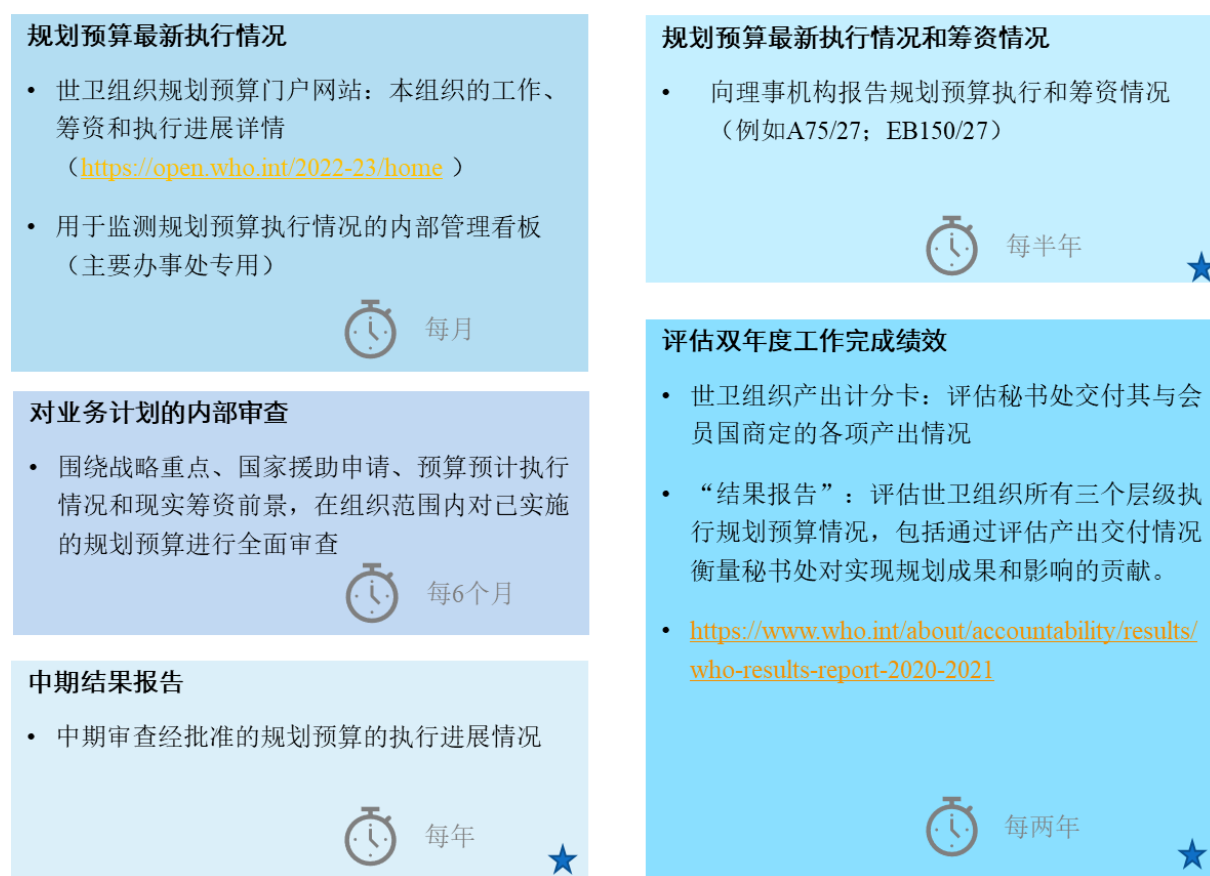 规划预算最新执行情况
• 世卫组织规划预算门户网站：本组织的工作、
筹资和执行进展详情
（https://open.who.int/2022-23/home ）
• 用于监测规划预算执行情况的内部管理看板
（主要办事处专用）
每月
对业务计划的内部审查
• 围绕战略重点、国家援助申请、预算预计执行
情况和现实筹资前景，在组织范围内对已实施
的规划预算进行全面审查
每6个月
中期结果报告
• 中期审查经批准的规划预算的执行进展情况
每年
规划预算最新执行情况和筹资情况
• 向理事机构报告规划预算执行和筹资情况
（例如A75/27；EB150/27）
每半年
评估双年度工作完成绩效
• 世卫组织产出计分卡：评估秘书处交付其与会
员国商定的各项产出情况
• “结果报告”：评估世卫组织所有三个层级执
行规划预算情况，包括通过评估产出交付情况
衡量秘书处对实现规划成果和影响的贡献。
• https://www.who.int/about/accountability/results/
who-results-report-2020-2021
每两年